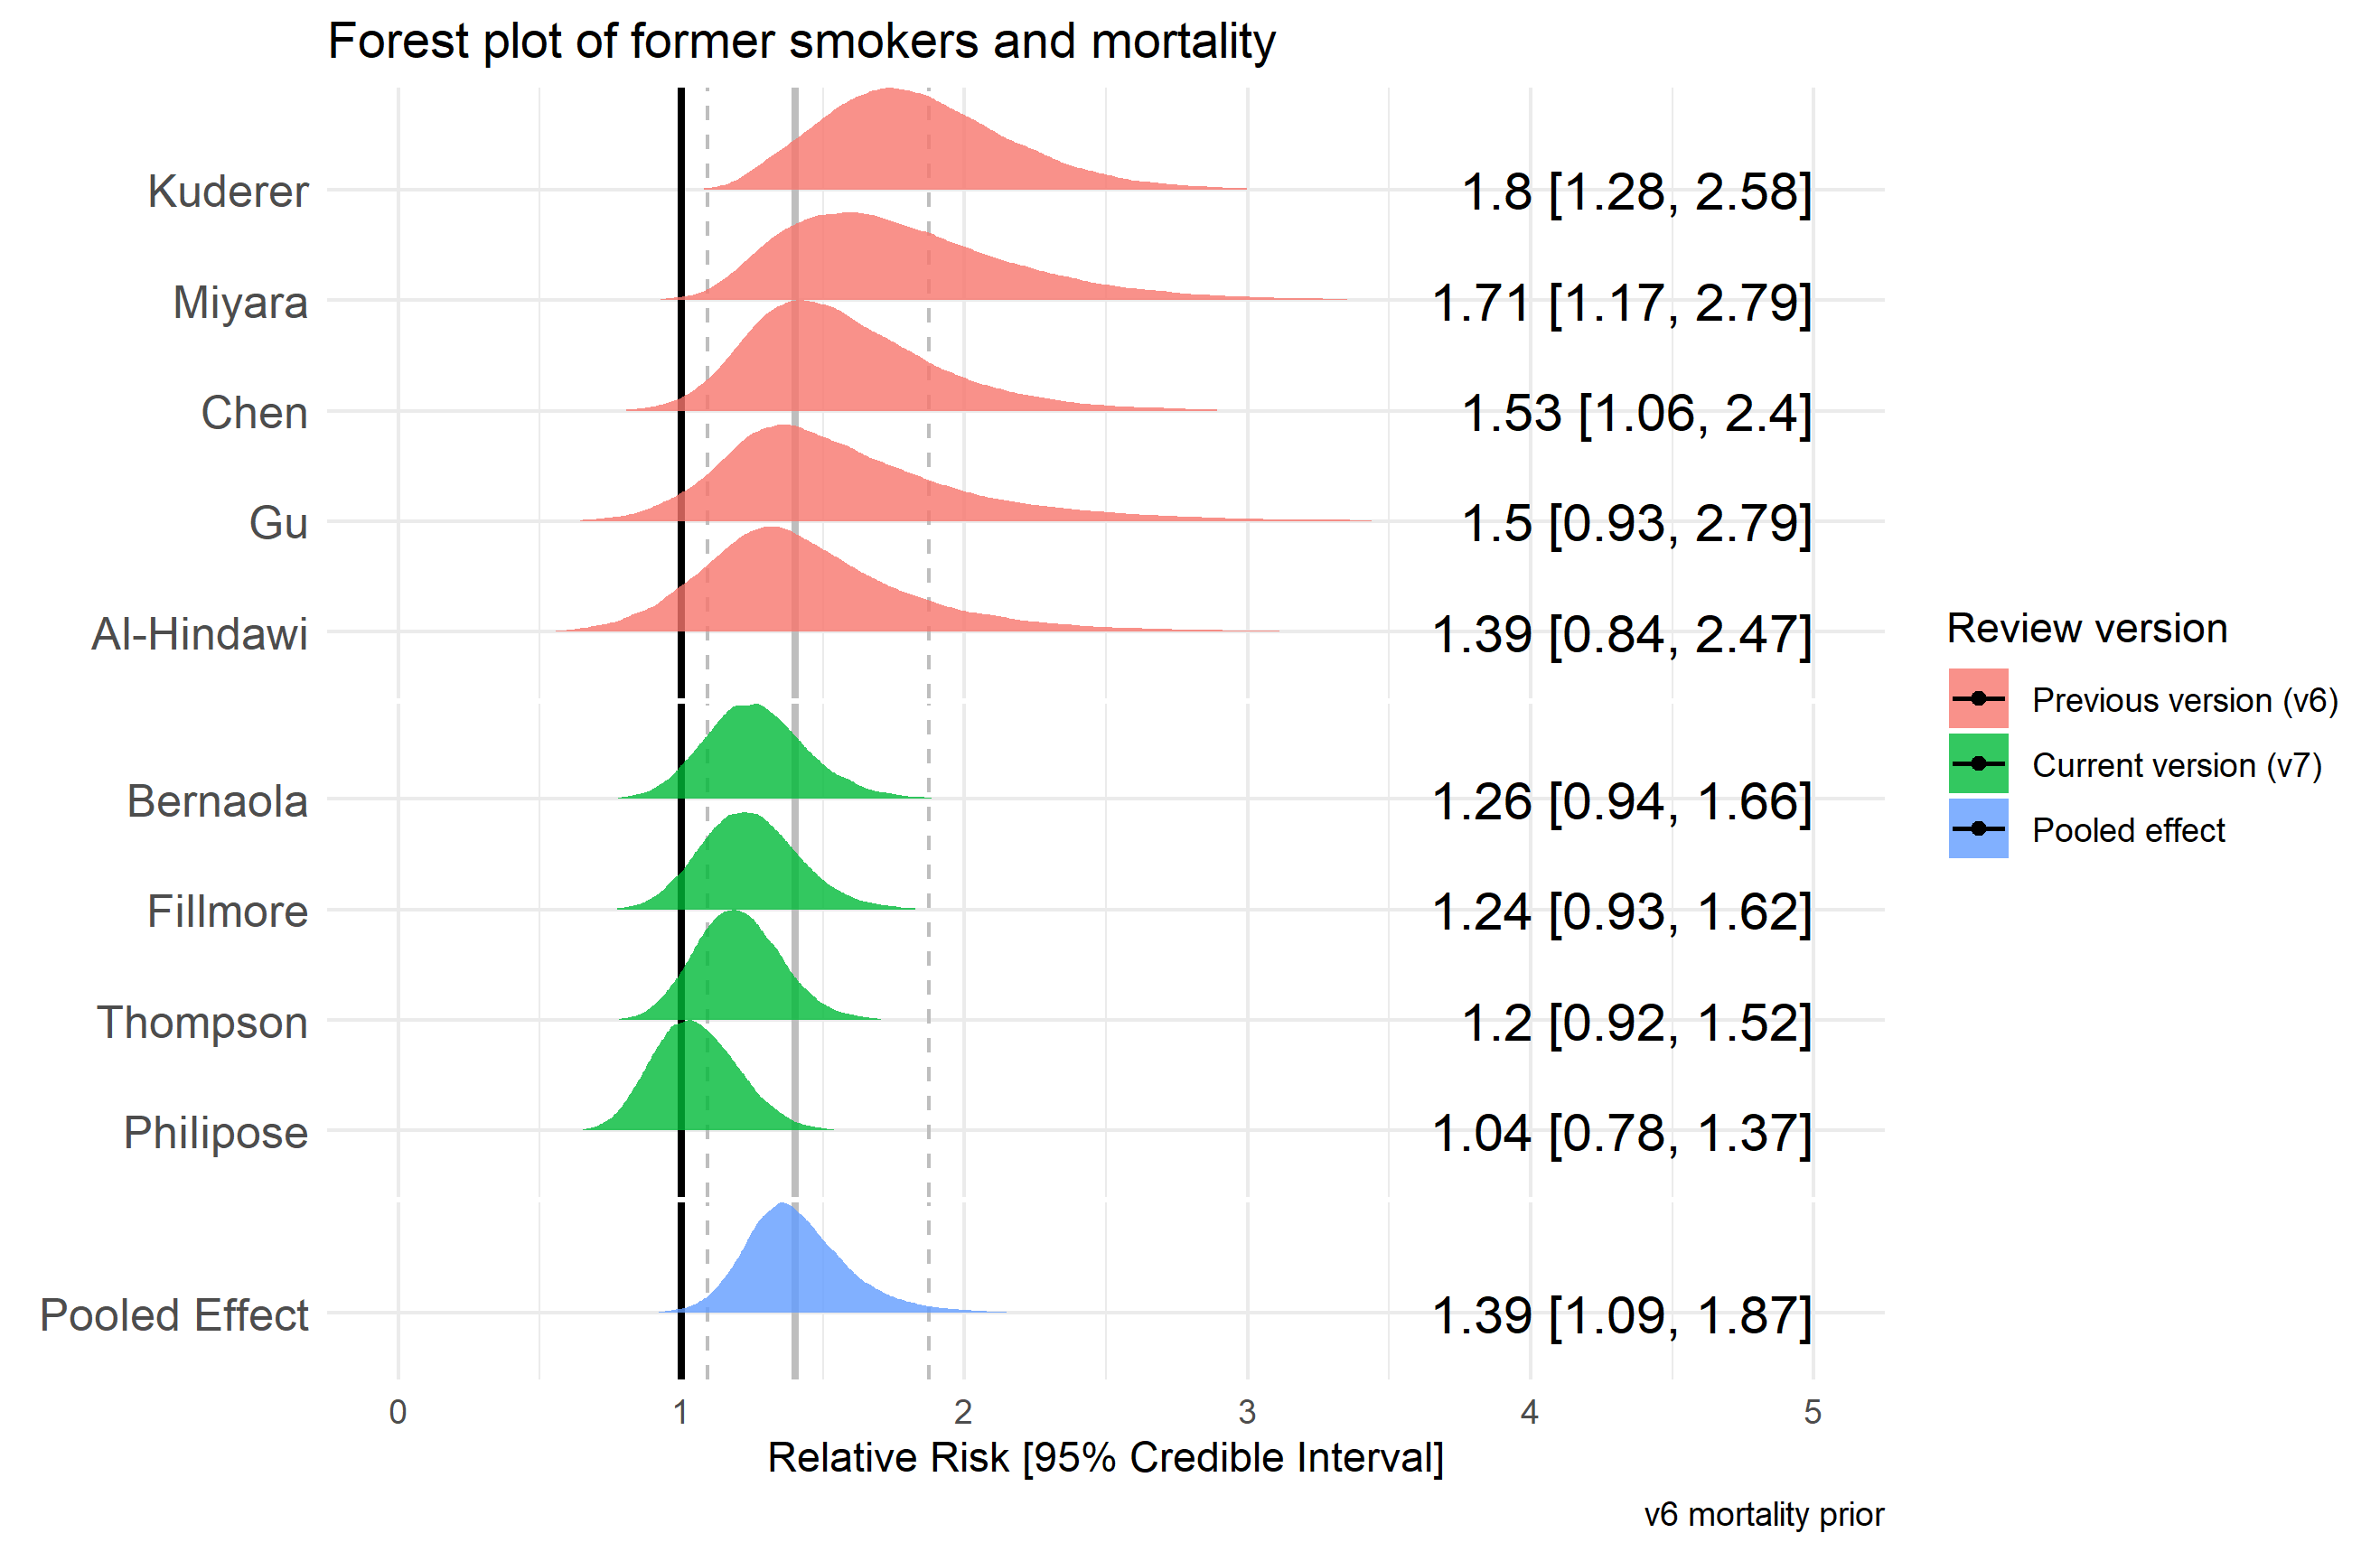 Forest plot of former smokers and mortality
Kuderer 1.8 [1.28, 2.58]
Miyara 1.71 [1.17, 2.79]
Chen 1.53 [1.06, 2.4]
Gu 1.5 [0.93, 2.79]
Al-Hindawi 1.39 [0.84, 2.47]
Bernaola 1.26 [0.94, 1.66]
Fillmore 1.24 [0.93, 1.62]
Thompson 1.2 [0.92, 1.52]
Philipose 1.04 [0.78, 1.37]
Pooled Effect 1.39 [1.09, 1.87]
0 1 2 3 4 5
Relative Risk [95% Credible Interval]
v6 mortality prior
Review version
Previous version (v6)
Current version (v7)
Pooled effect